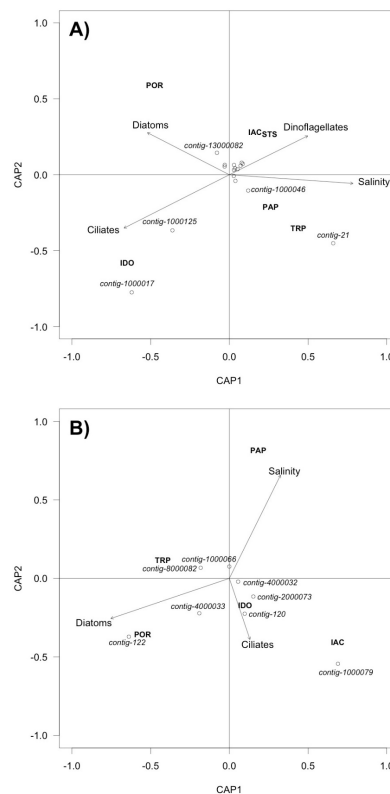 A)
1.0
POR
0.5
Diatoms
IAC
STS
Dinoflagellates
contig-13000082
CAP2
0.0
Salinity
contig-1000046
Ciliates
contig-1000125
PAP
TRP
contig-21
-0.5
IDO
contig-1000017
-1.0
-1.0
-0.5
0.0
0.5
1.0
CAP1
B)
1.0
PAP
Salinity
0.5
TRP
contig-1000066
contig-8000082
CAP2
0.0
contig-4000032
contig-2000073
contig-4000033
IDO
contig-120
Diatoms
POR
contig-122
Ciliates
IAC
contig-1000079
-0.5
-1.0
-1.0
-0.5
0.0
0.5
1.0
CAP1